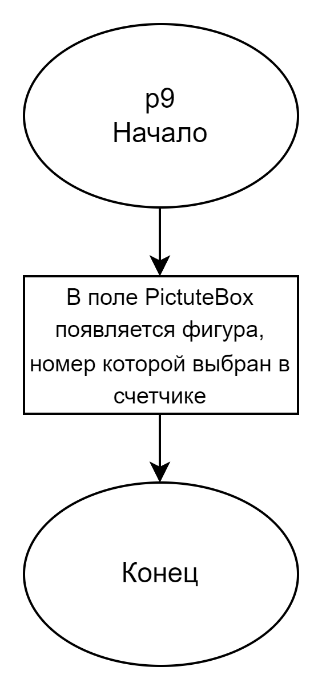 p9
Начало
В поле PictuteBox
появляется фигура,
номер которой выбран в
счетчике
Конец